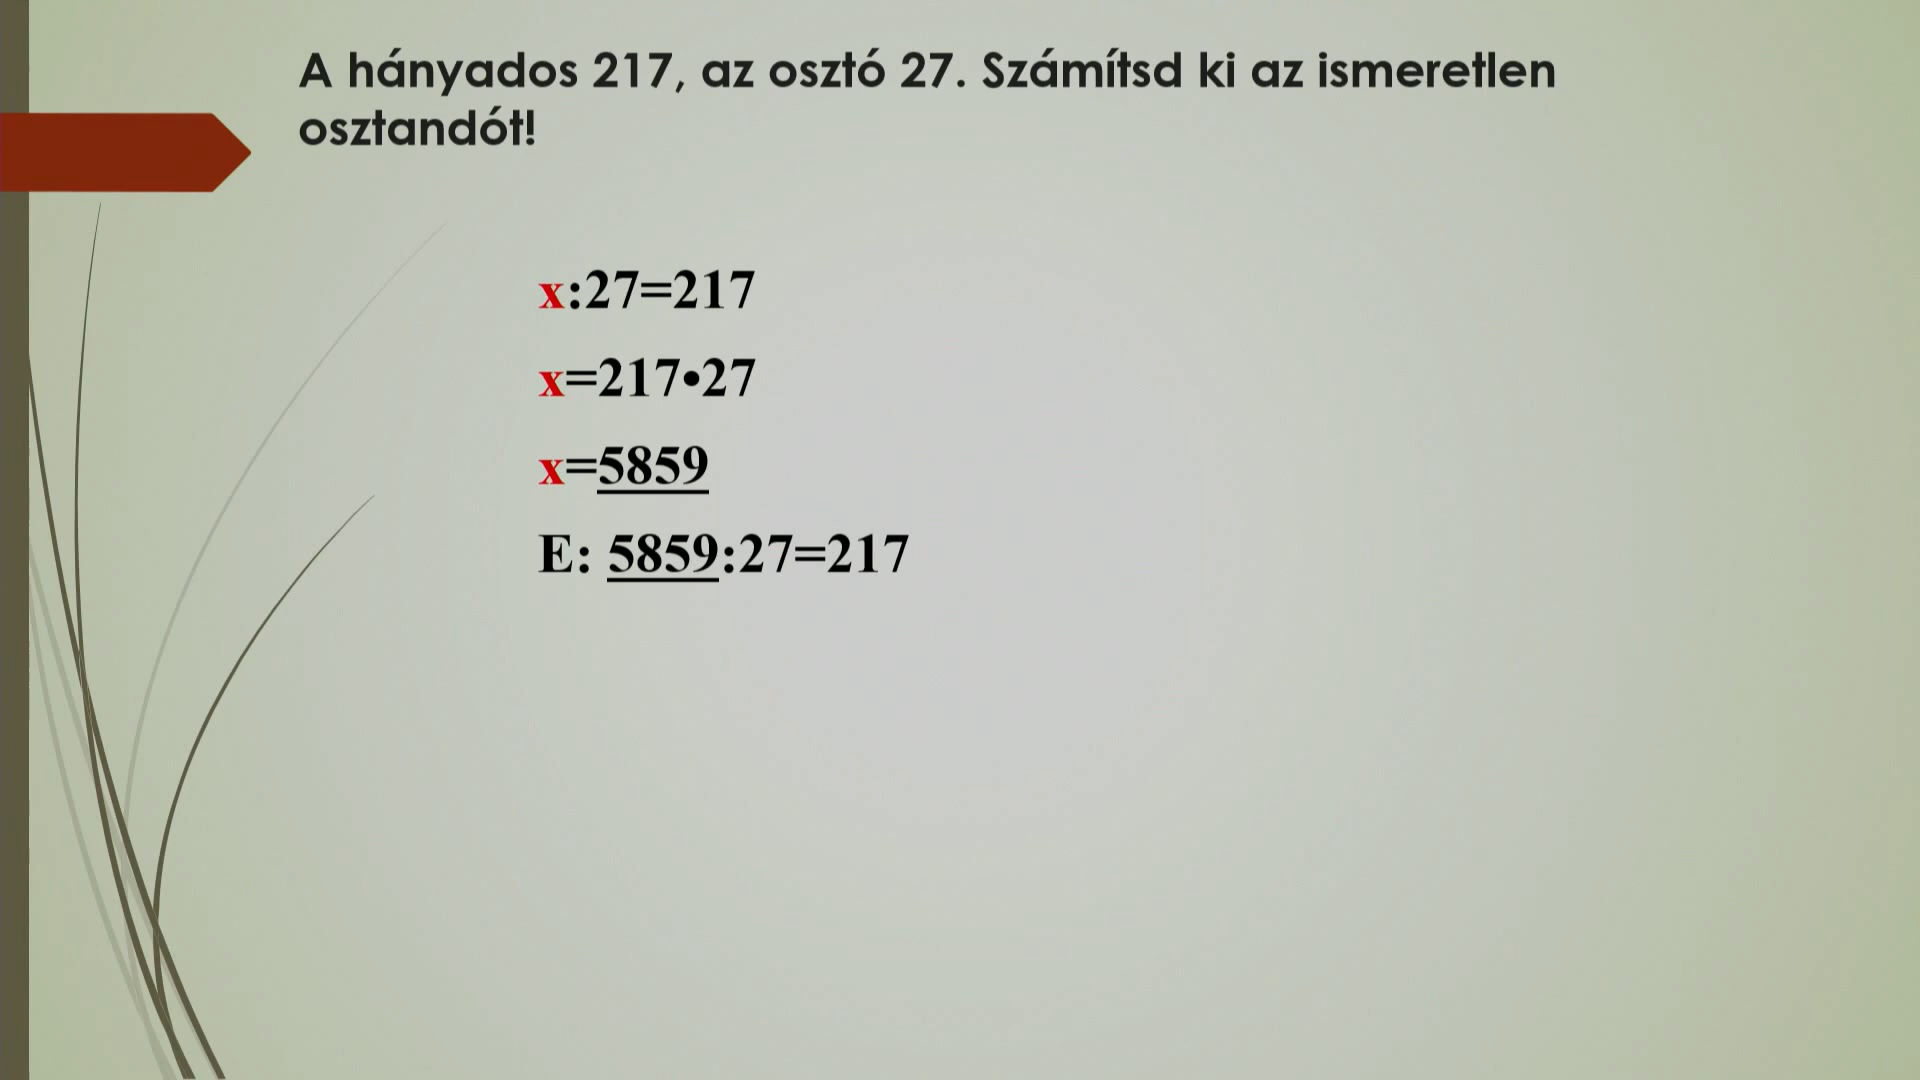 A hányados 217, az osztó 27. Számítsd ki az ismeretlen
osztandót!
x:27=217
x=217•27
x=5859
E: 5859:27=217